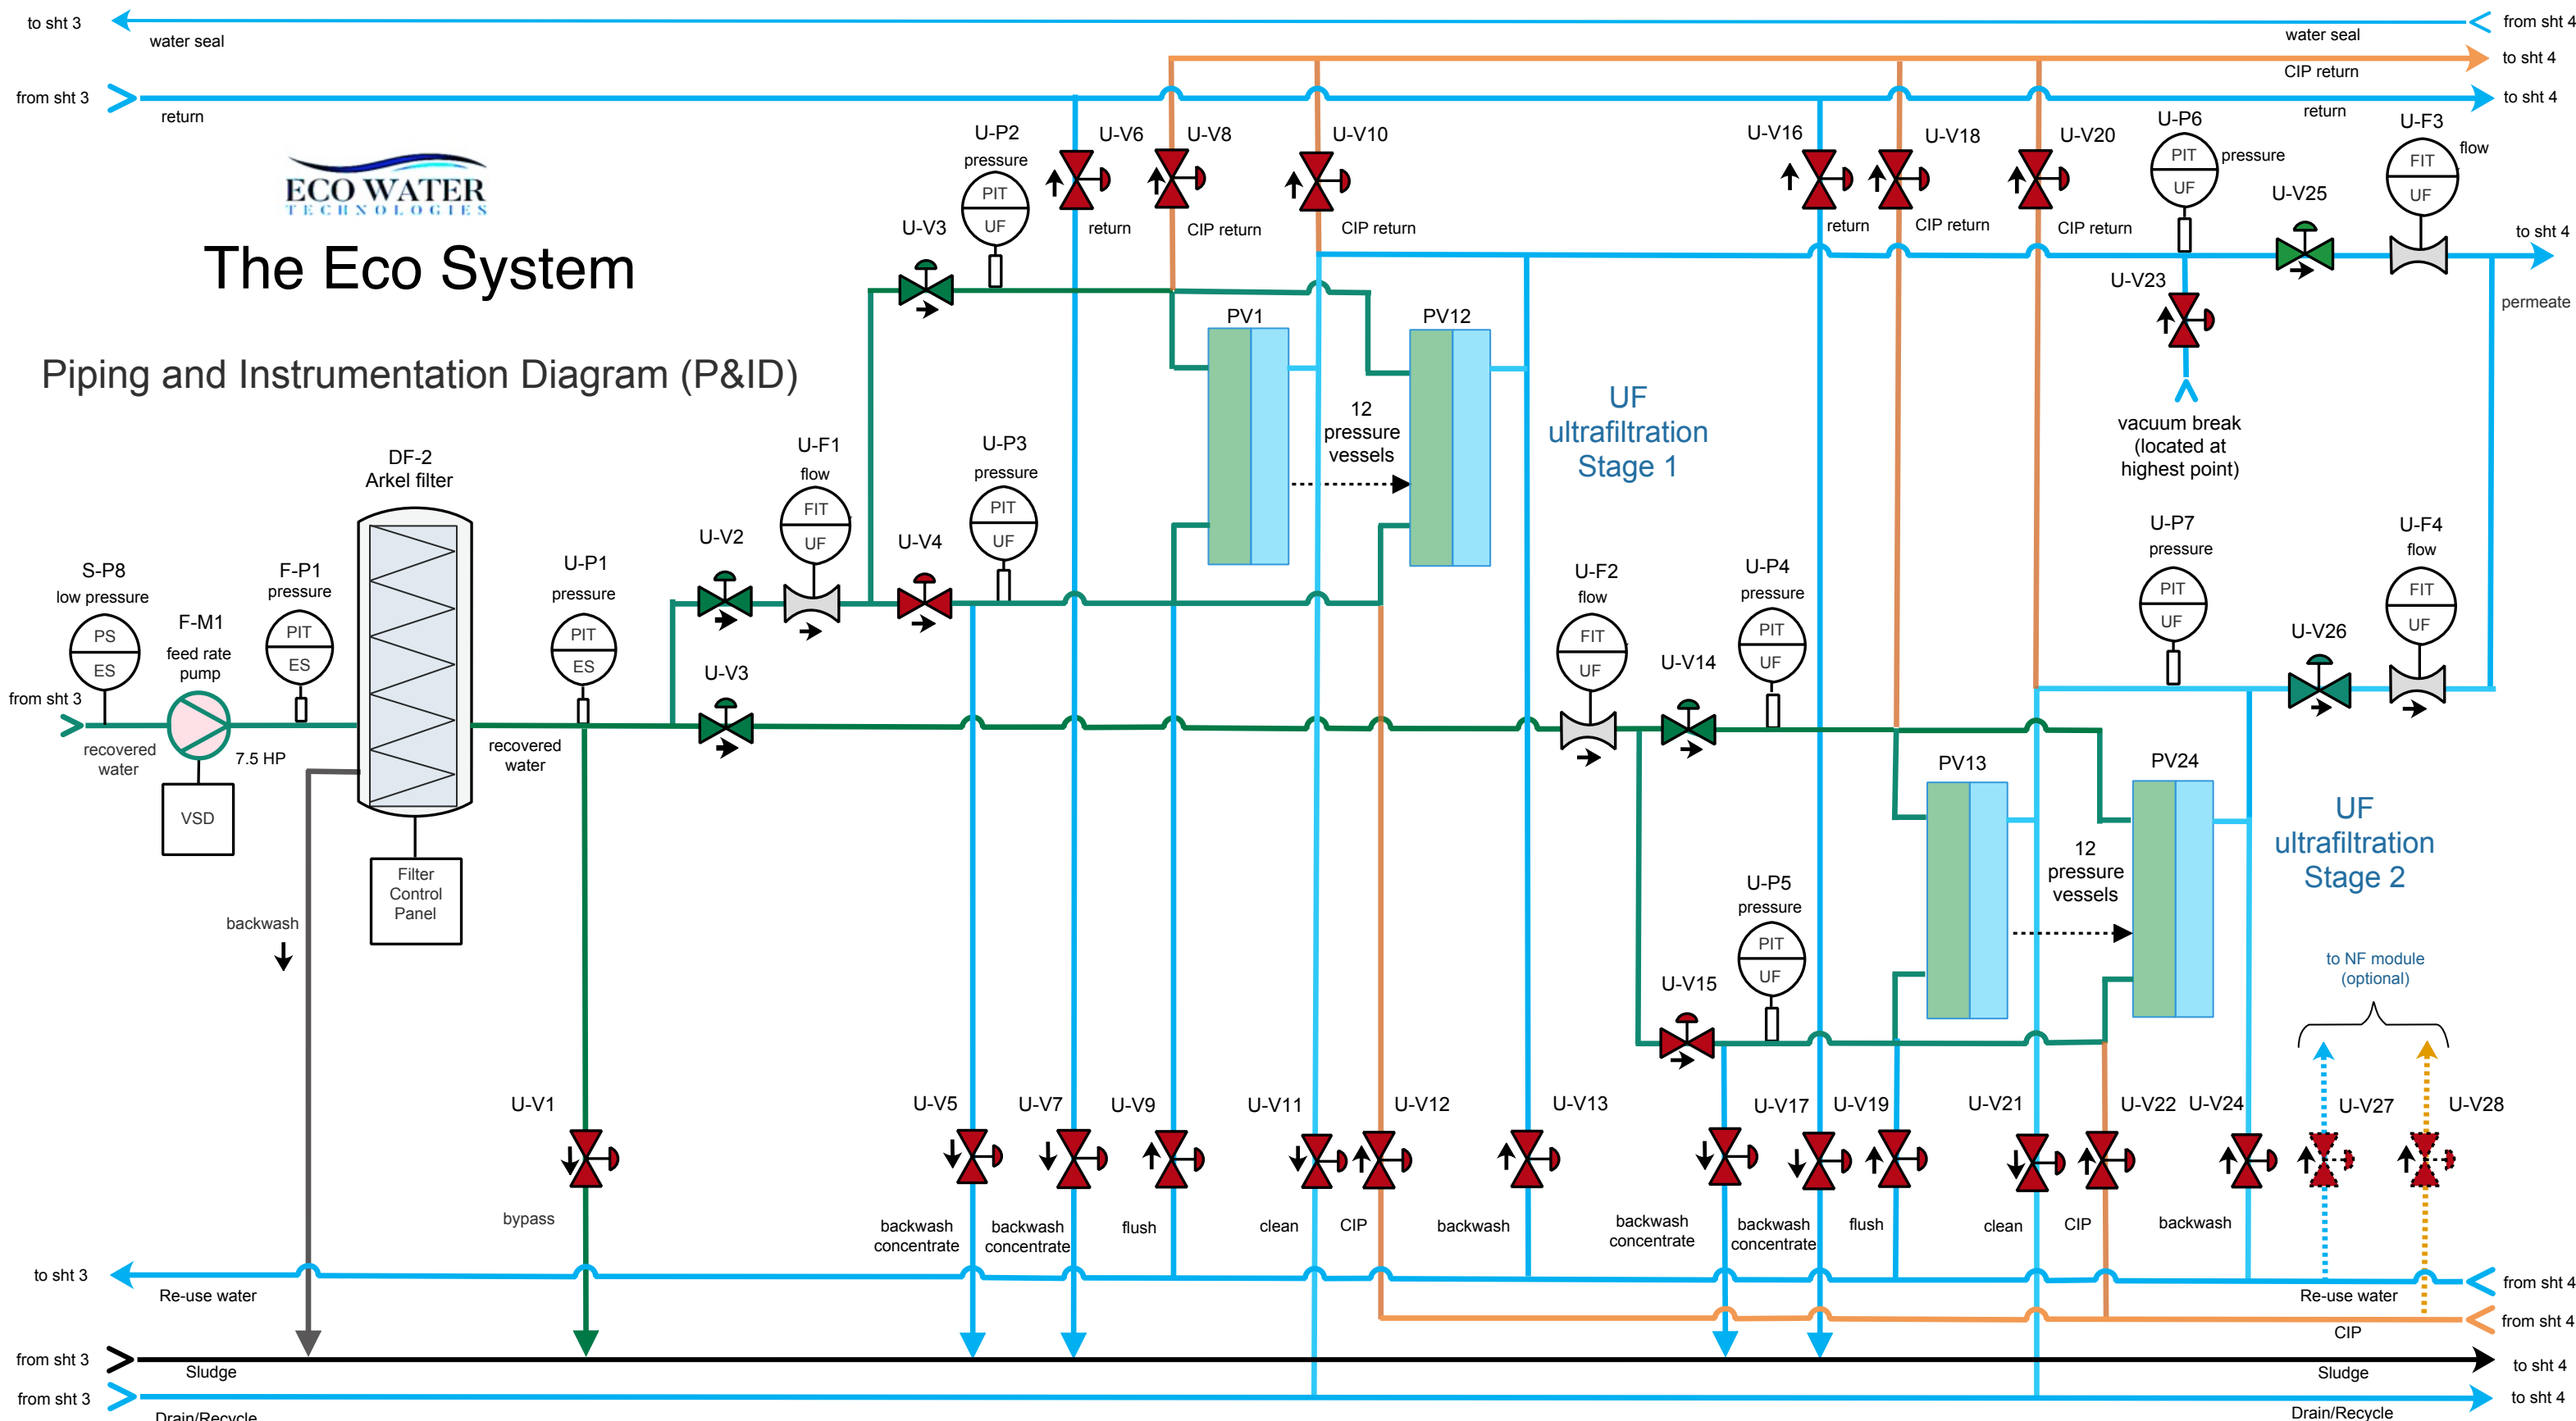 to sht 3
water seal
from sht 4
water seal
to sht 4
CIP return
from sht 3
return
to sht 4
return
ECO WATER
TECHNOLOGIES
The Eco System
Piping and Instrumentation Diagram (P&ID)
U-P2
pressure
PIT
UF
U-V3
U-V6
return
U-V8
CIP return
U-V10
CIP return
U-V16
return
U-V18
CIP return
U-V20
CIP return
U-P6
PIT
UF
pressure
U-V25
U-F3
flow
FIT
UF
to sht 4
permeate
U-V23
vacuum break
(located at
highest point)
PV1
PV12
12
pressure
vessels
UF
ultrafiltration
Stage 1
DF-2
Arkel filter
U-F1
flow
FIT
UF
U-P3
pressure
PIT
UF
U-V2
U-V4
S-P8
low pressure
PS
ES
F-M1
feed rate
pump
F-P1
pressure
PIT
ES
U-P1
pressure
PIT
ES
U-V3
from sht 3
recovered
water
7.5 HP
VSD
recovered
water
Filter
Control
Panel
backwash
U-F2
flow
FIT
UF
U-V14
U-P4
pressure
PIT
UF
U-P7
pressure
PIT
UF
U-V26
U-F4
flow
FIT
UF
PV13
PV24
12
pressure
vessels
UF
ultrafiltration
Stage 2
U-P5
pressure
PIT
UF
U-V15
to NF module
(optional)
U-V1
bypass
U-V5
backwash
concentrate
U-V7
backwash
concentrate
U-V9
flush
U-V11
clean
U-V12
CIP
U-V13
backwash
backwash
concentrate
U-V17
backwash
concentrate
U-V19
flush
U-V21
clean
U-V22
CIP
U-V24
backwash
U-V27
U-V28
to sht 3
Re-use water
from sht 4
Re-use water
from sht 4
CIP
from sht 3
Sludge
to sht 4
Sludge
from sht 3
Drain/Recycle
to sht 4
Drain/Recycle